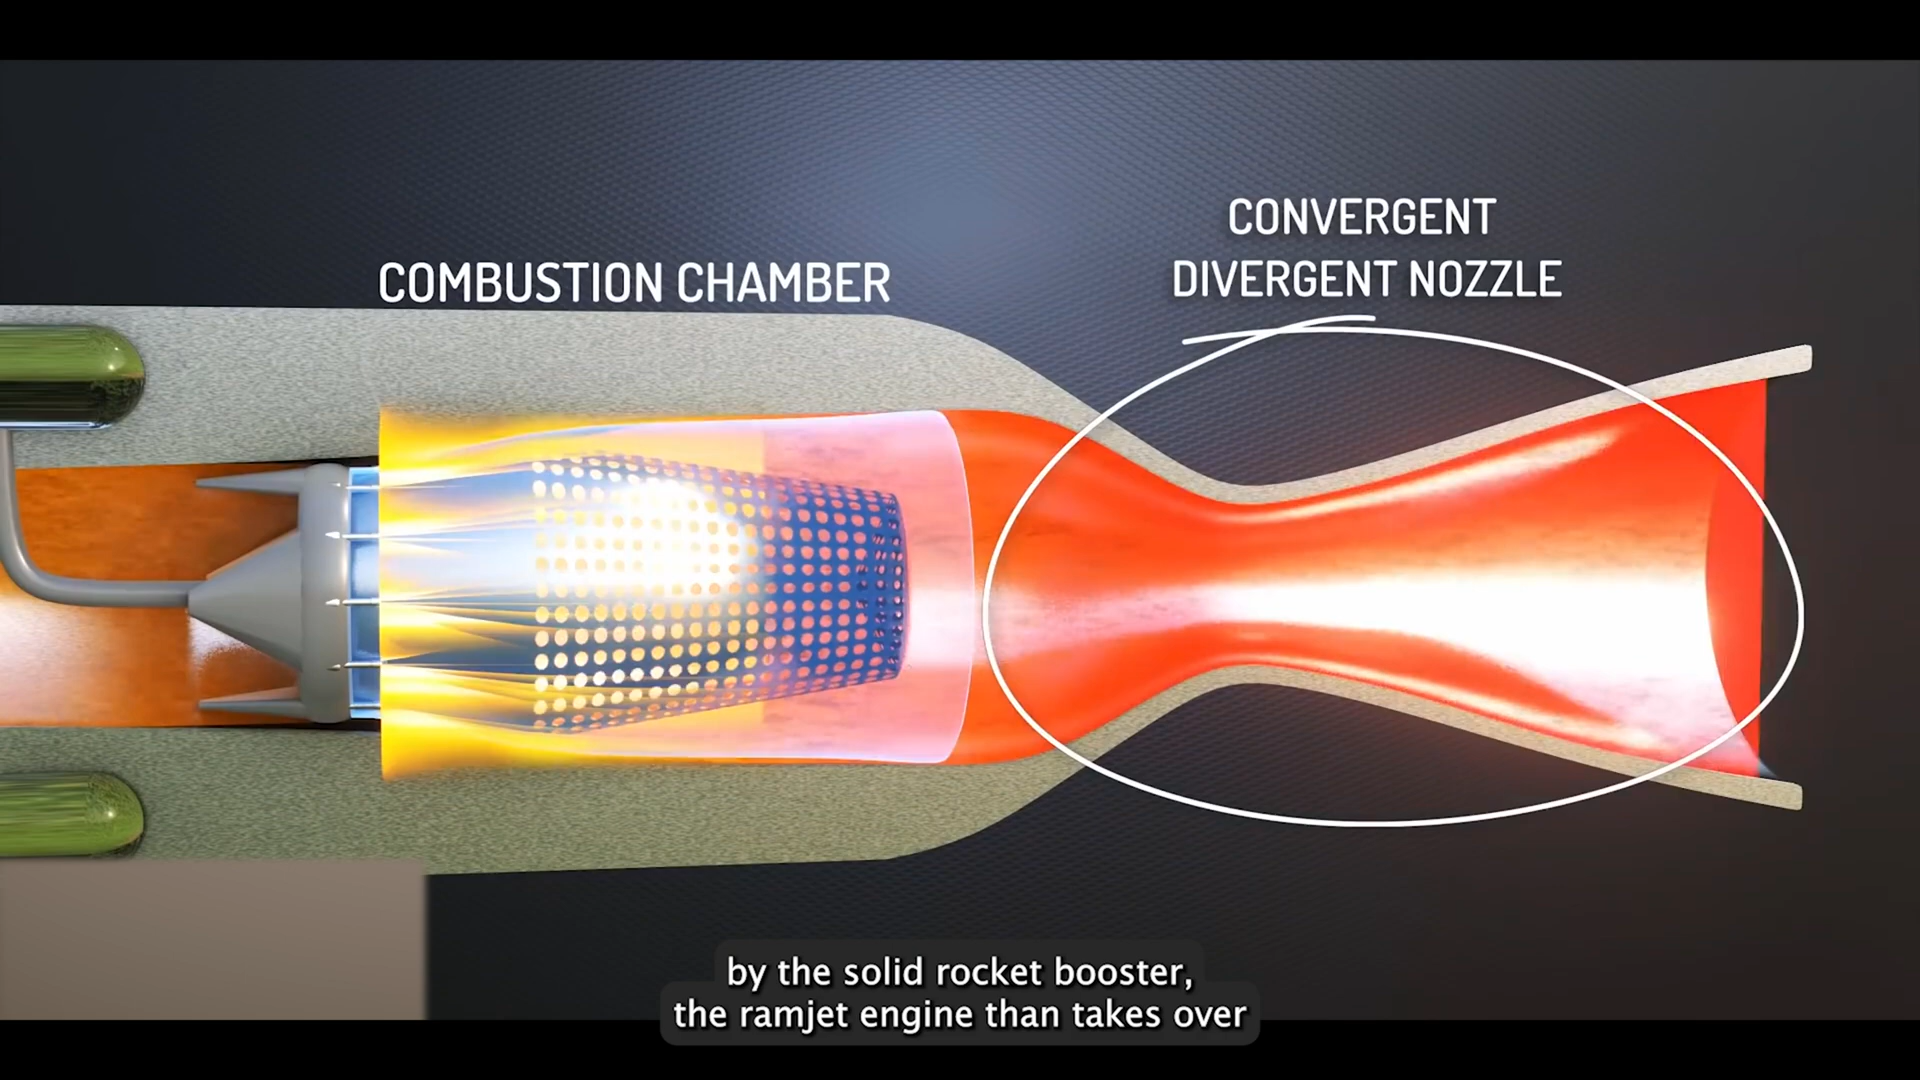 CONVERGENT
DIVERGENT NOZZLE
COMBUSTION CHAMBER
by the solid rocket booster,
the ramjet engine than takes over